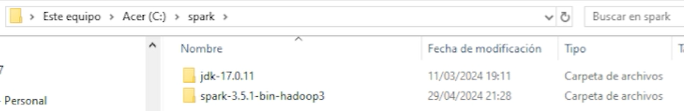 Este equipo > Acer (C:) > spark >
Buscar en spark
Nombre Fecha de modificación Tipo
jdk-17.0.11 11/03/2024 19:11 Carpeta de archivos
spark-3.5.1-bin-hadoop3 29/04/2024 21:28 Carpeta de archivos
- Personal